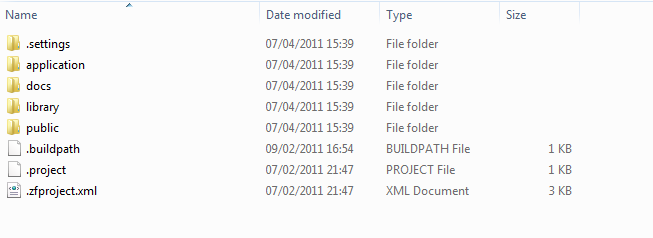 Name Date modified Type Size
.settings 07/04/2011 15:39 File folder
application 07/04/2011 15:39 File folder
docs 07/04/2011 15:39 File folder
library 07/04/2011 15:39 File folder
public 07/04/2011 15:39 File folder
.buildpath 09/02/2011 16:54 BUILDPATH File 1 KB
.project 07/02/2011 21:47 PROJECT File 1 KB
.zfproject.xml 07/02/2011 21:47 XML Document 3 KB